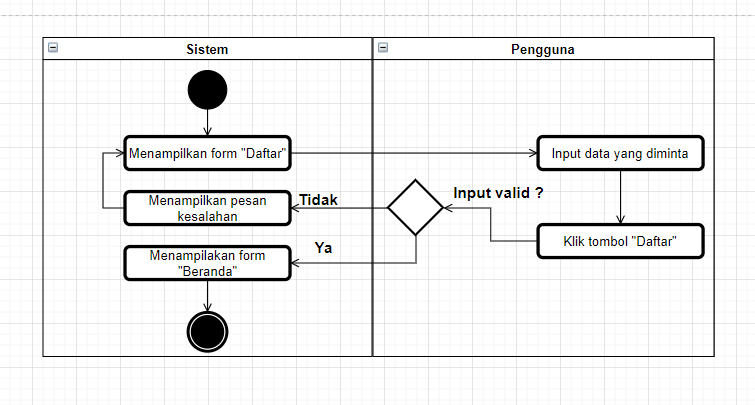 Sistem
Pengguna
Menampilkan form "Daftar"
Input data yang diminta
Menampilkan pesan
kesalahan
Tidak
Input valid ?
Klik tombol "Daftar"
Ya
Menampilakan form
"Beranda"